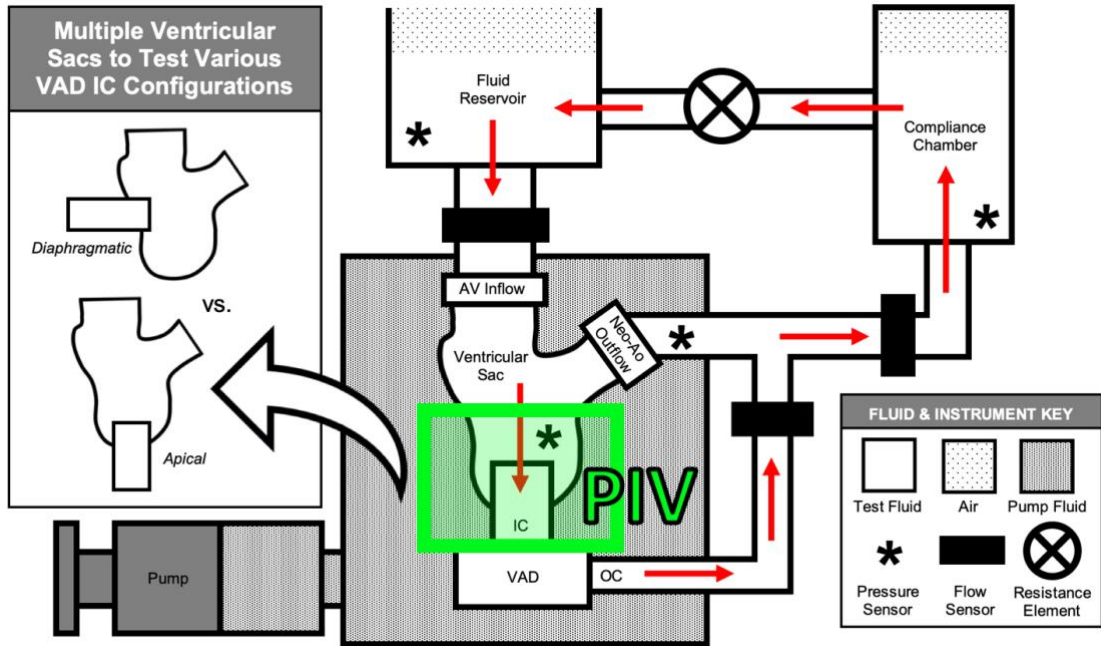 Multiple Ventricular
Sacs to Test Various
VAD IC Configurations
Diaphragmatic
VS.
Apical
Fluid
Reservoir
Compliance
Chamber
AV Inflow
Neo-Ao
Outflow
Ventricular
Sac
PIV
IC
VAD
OC
Pump
FLUID & INSTRUMENT KEY
Test Fluid
Air
Pump Fluid
Pressure
Sensor
Flow
Sensor
Resistance
Element